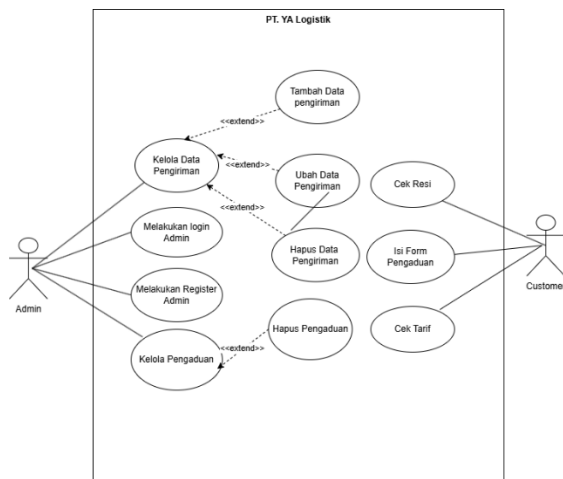 PT. YA Logistik
Tambah Data
pengiriman
<<extend>>
Kelola Data
Pengiriman
<<extend>>
Ubah Data
Pengiriman
Cek Resi
<<extend>>
Melakukan login
Admin
Hapus Data
Pengiriman
Isi Form
Pengaduan
Admin
Customer
Melakukan Register
Admin
Hapus Pengaduan
Cek Tarif
<<extend>>
Kelola Pengaduan